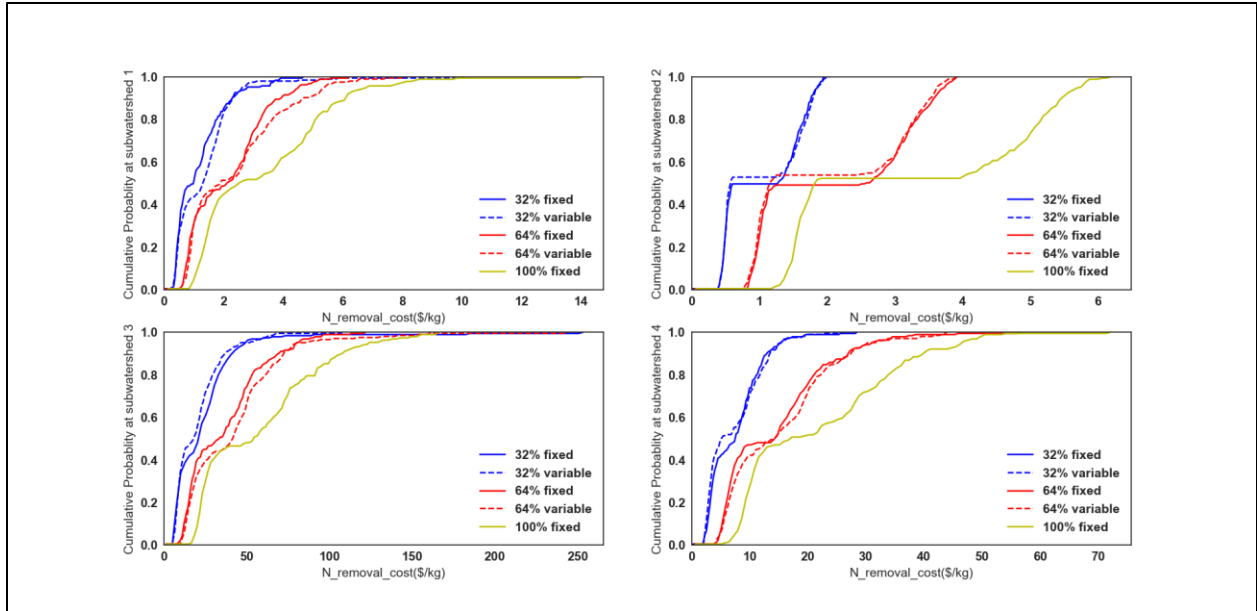 Cumulative Probablity at subwatershed 1
1.0
0.8
0.6
0.4
0.2
0.0
32% fixed
32% variable
64% fixed
64% variable
100% fixed
0 2 4 6 8 10 12 14
N_removal_cost($/kg)
Cumulative Probablity at subwatershed 2
1.0
0.8
0.6
0.4
0.2
0.0
32% fixed
32% variable
64% fixed
64% variable
100% fixed
0 1 2 3 4 5 6
N_removal_cost($/kg)
Cumulative Probablity at subwatershed 3
1.0
0.8
0.6
0.4
0.2
0.0
32% fixed
32% variable
64% fixed
64% variable
100% fixed
0 50 100 150 200 250
N_removal_cost($/kg)
Cumulative Probablity at subwatershed 4
1.0
0.8
0.6
0.4
0.2
0.0
32% fixed
32% variable
64% fixed
64% variable
100% fixed
0 10 20 30 40 50 60 70
N_removal_cost($/kg)